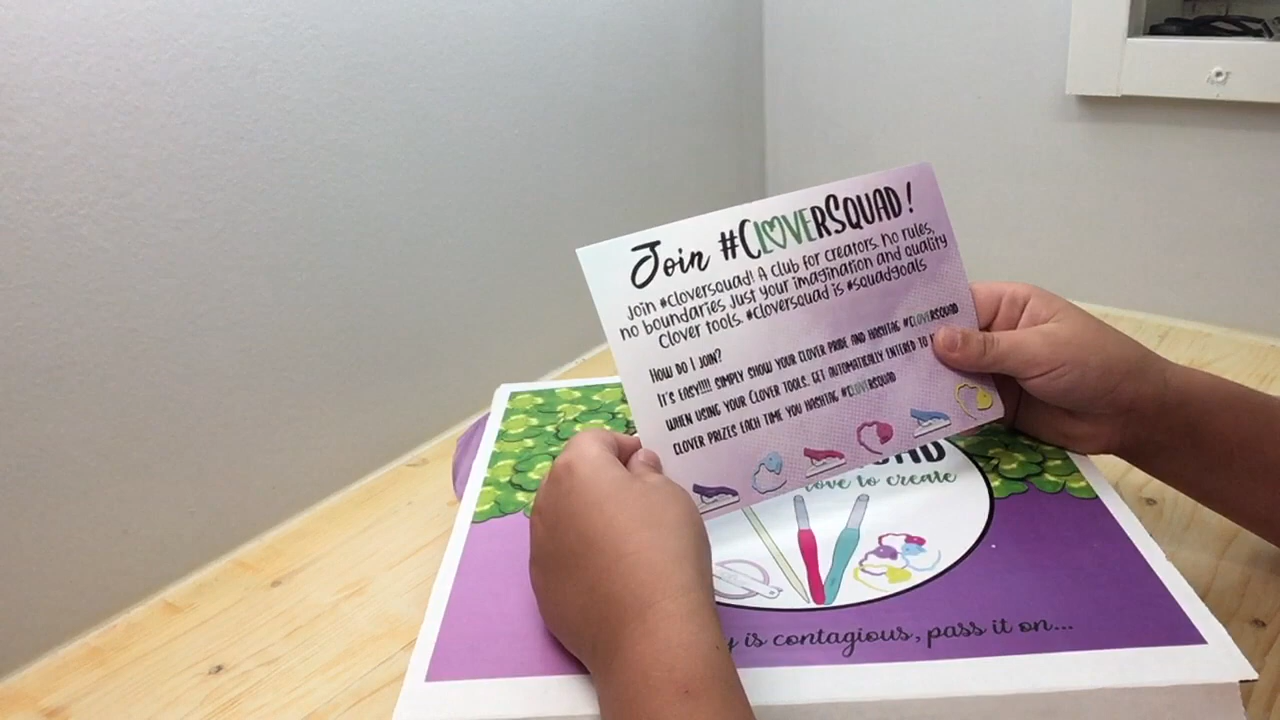 Join #CLOVERSQUAD!
Join #cloversquad! A club for creators. No rules,
no boundaries just your imagination and quality
Clover tools. #cloversquad is #squadgoals
How do I join?
It's easy!!!! Simply show your Clover pride and hashtag #CLOVERSQUAD
when using your Clover tools. Get automatically entered to
Clover prizes each time you hashtag #CLOVERSQUAD
love to create
is contagious, pass it on...